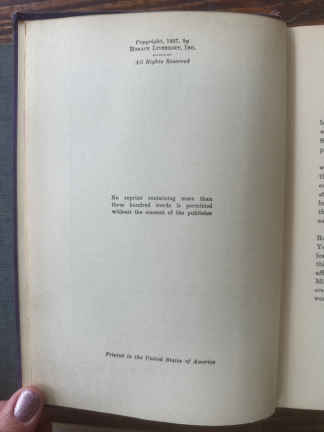 Copyright, 1927, by
Horace Liveright, Inc.
All Rights Reserved
No reprint containing more than
three hundred words is permitted
without the consent of the publisher
Printed in the United States of America